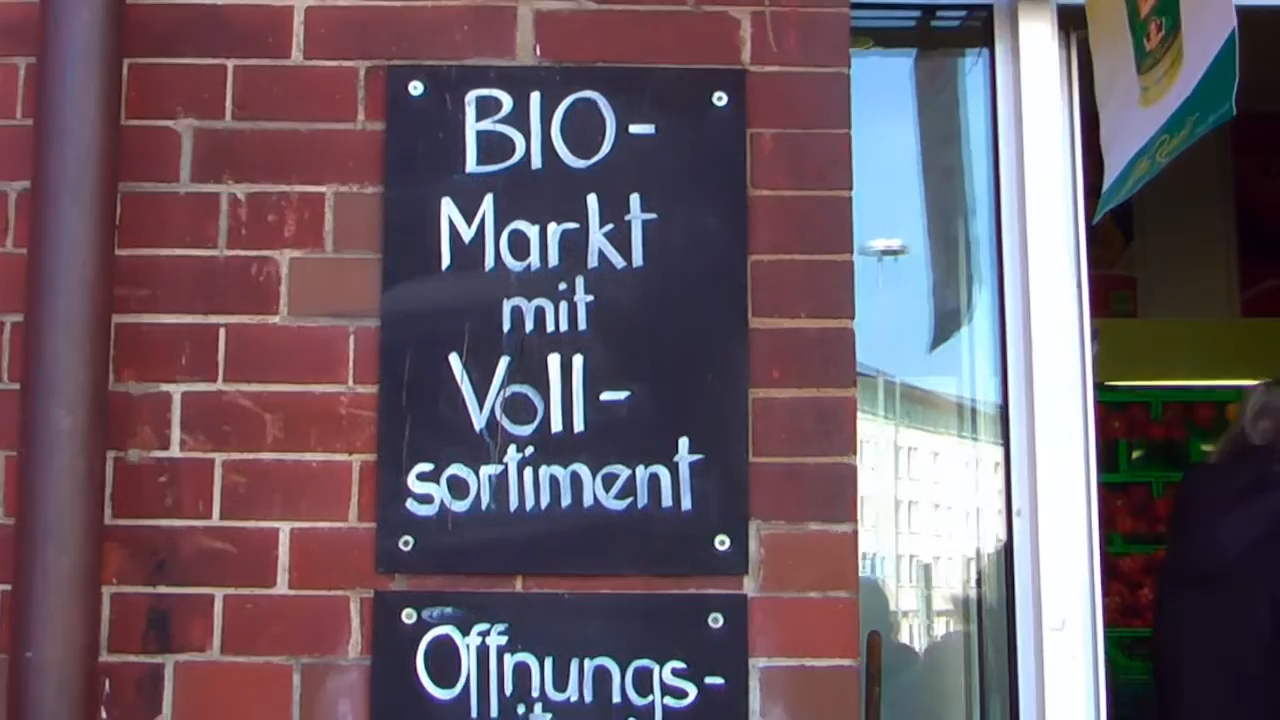 BIO-
Markt
mit
Voll-
sortiment
Öffnungs-